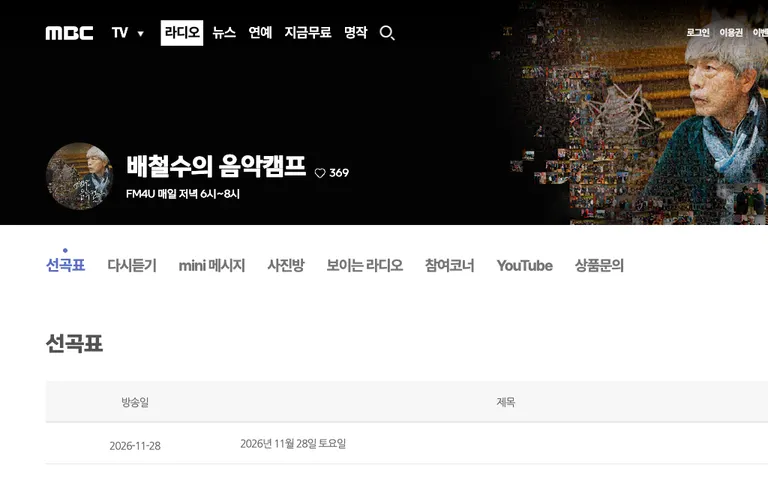 MBC TV ▼ 라디오 뉴스 연예 지금무료 명작 로그인 이용권
배철수의 음악캠프 ♡ 369
FM4U 매일 저녁 6시~8시
선곡표 다시듣기 mini 메시지 사진방 보이는 라디오 참여코너 YouTube 상품문의
선곡표
방송일 제목
2026-11-28 2026년 11월 28일 토요일